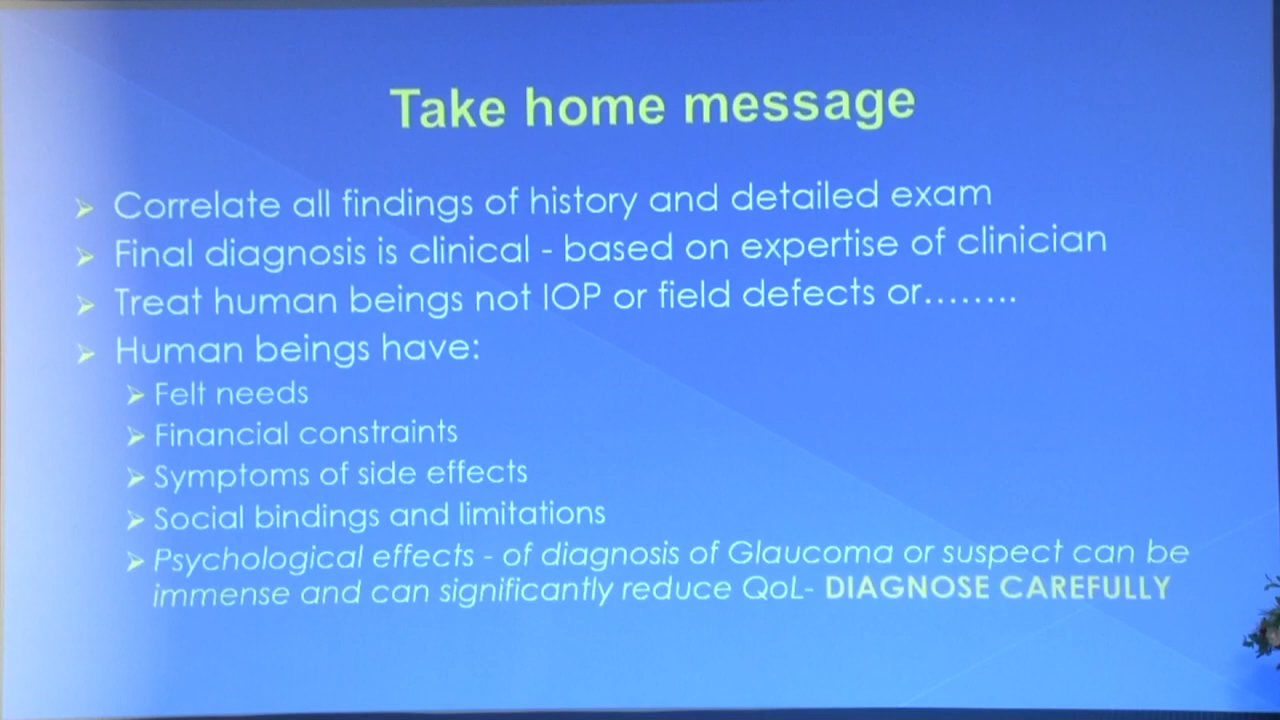 Take home message
➢ Correlate all findings of history and detailed exam
➢ Final diagnosis is clinical - based on expertise of clinician
➢ Treat human beings not IOP or field defects or........
➢ Human beings have:
➢ Felt needs
➢ Financial constraints
➢ Symptoms of side effects
➢ Social bindings and limitations
➢ Psychological effects - of diagnosis of Glaucoma or suspect can be
immense and can significantly reduce QoL- DIAGNOSE CAREFULLY